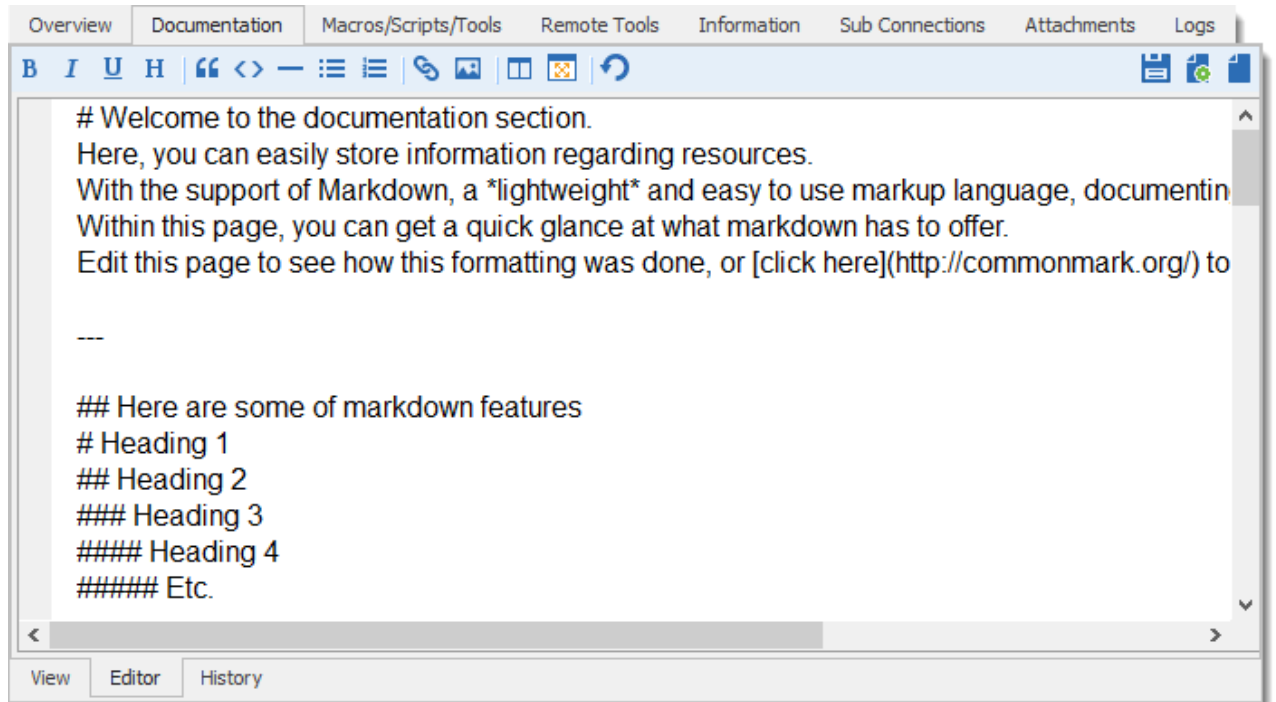 Overview Documentation Macros/Scripts/Tools Remote Tools Information Sub Connections Attachments Logs
B I U H
# Welcome to the documentation section.
Here, you can easily store information regarding resources.
With the support of Markdown, a *lightweight* and easy to use markup language, documentin
Within this page, you can get a quick glance at what markdown has to offer.
Edit this page to see how this formatting was done, or [click here](http://commonmark.org/) to
---
## Here are some of markdown features
# Heading 1
## Heading 2
### Heading 3
#### Heading 4
##### Etc.
View Editor History